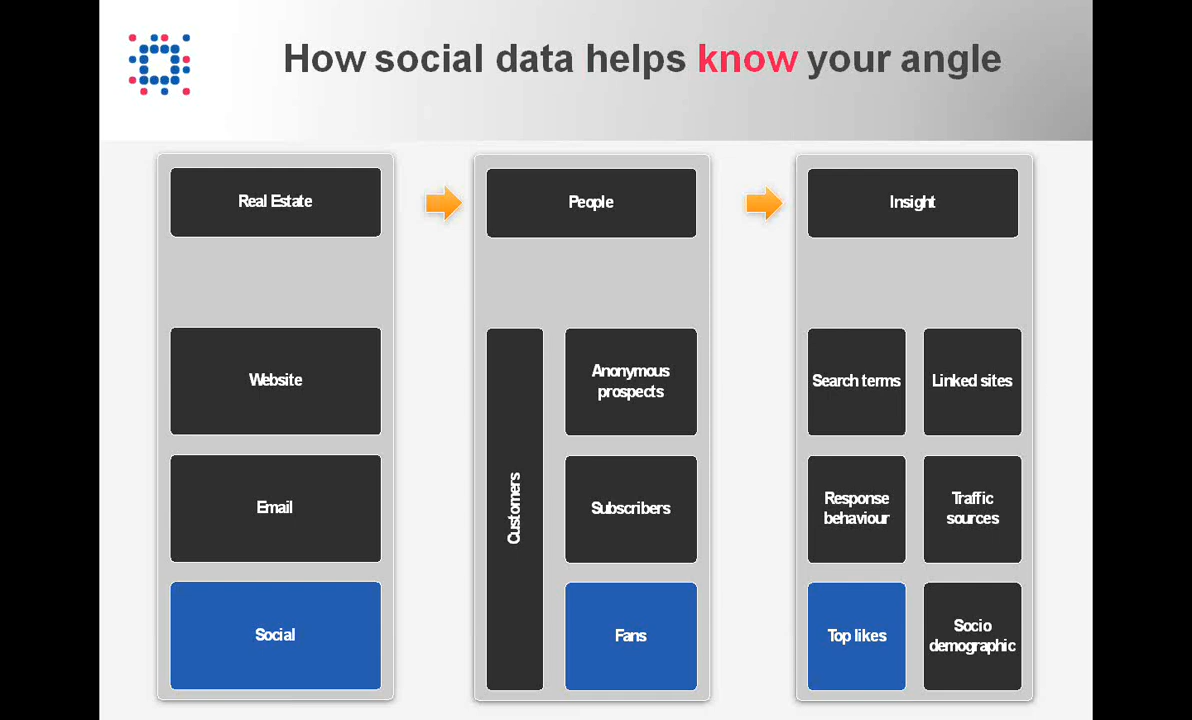 How social data helps know your angle
Real Estate
People
Insight
Website
Customers
Anonymous
prospects
Search terms
Linked sites
Email
Subscribers
Response
behaviour
Traffic
sources
Social
Fans
Top likes
Socio
demographic